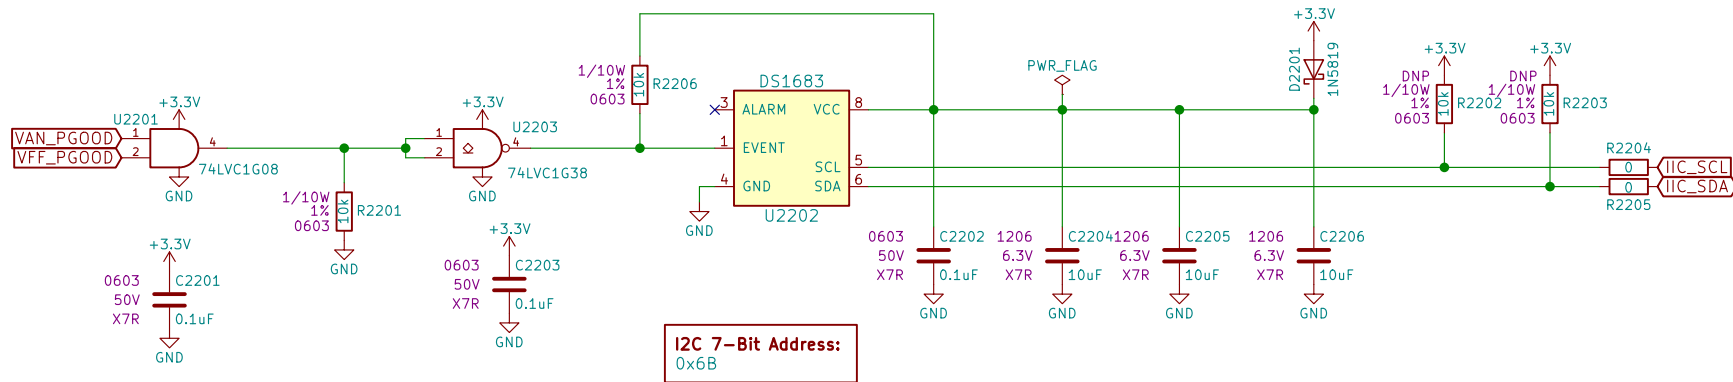 +3.3V
U2201
VAN_PGOOD
VFF_PGOOD
1
2
4
74LVC1G08
GND
1/10W
1%
0603
10k
R2201
GND
+3.3V
0603
50V
X7R
C2201
0.1uF
GND
+3.3V
U2203
1
2
4
74LVC1G38
GND
+3.3V
0603
50V
X7R
C2203
0.1uF
GND
1/10W
1%
0603
10k
R2206
DS1683
3
ALARM
VCC
8
1
EVENT
4
GND
SCL
5
SDA
6
U2202
GND
PWR_FLAG
+3.3V
D2201
1N5819
0603
50V
X7R
C2202
0.1uF
GND
1206
6.3V
X7R
C2204
10uF
GND
1206
6.3V
X7R
C2205
10uF
GND
1206
6.3V
X7R
C2206
10uF
GND
+3.3V
DNP
1/10W
1%
0603
10k
R2202
+3.3V
DNP
1/10W
1%
0603
10k
R2203
R2204
0
IIC_SCL
0
IIC_SDA
R2205
I2C 7-Bit Address:
0x6B